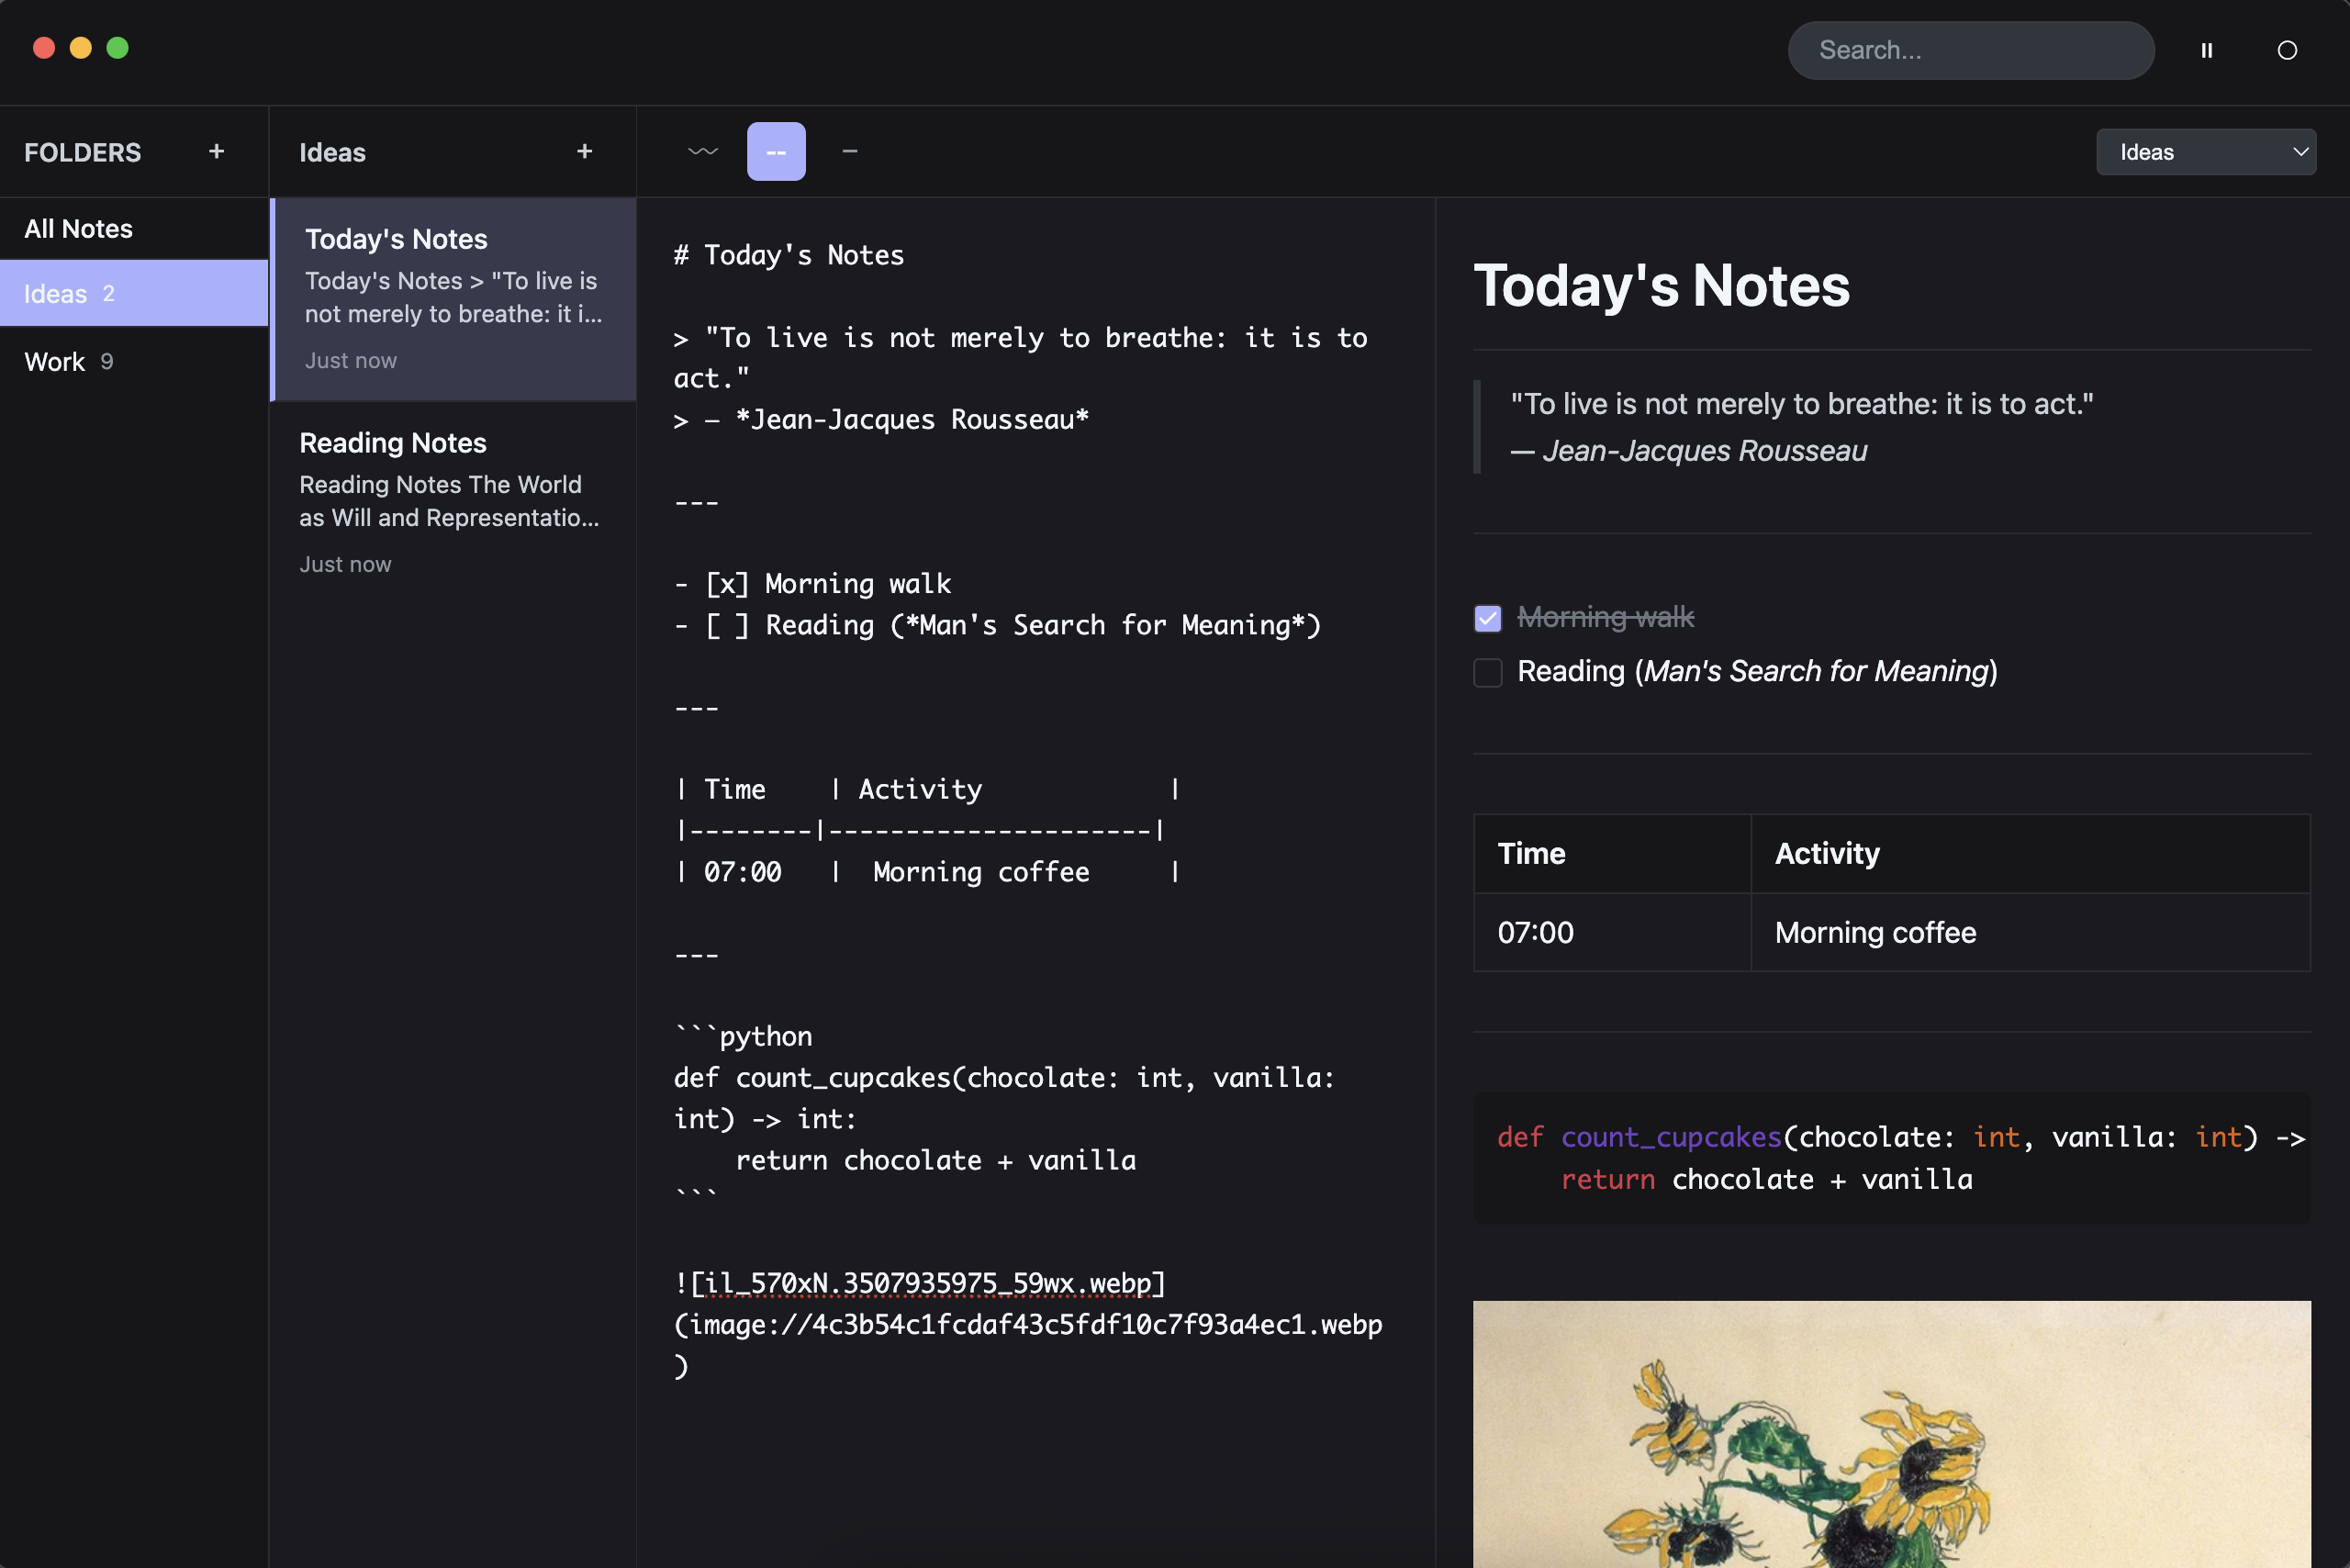 Search...
FOLDERS +
Ideas +
--
–
Ideas
All Notes
Ideas 2
Work 9
Today's Notes
Today's Notes > "To live is
not merely to breathe: it i...
Just now
Reading Notes
Reading Notes The World
as Will and Representatio...
Just now
# Today's Notes
> "To live is not merely to breathe: it is to
act."
> — *Jean-Jacques Rousseau*
---
- [x] Morning walk
- [ ] Reading (*Man's Search for Meaning*)
---
| Time    | Activity            |
|--------|---------------------|
| 07:00   |  Morning coffee     |
---
```python
def count_cupcakes(chocolate: int, vanilla:
int) -> int:
    return chocolate + vanilla
```
![il_570xN.3507935975_59wx.webp]
(image://4c3b54c1fcdaf43c5fdf10c7f93a4ec1.webp
)
Today's Notes
"To live is not merely to breathe: it is to act."
— Jean-Jacques Rousseau
Morning walk
Reading (Man's Search for Meaning)
Time Activity
07:00 Morning coffee
def count_cupcakes(chocolate: int, vanilla: int) ->
    return chocolate + vanilla